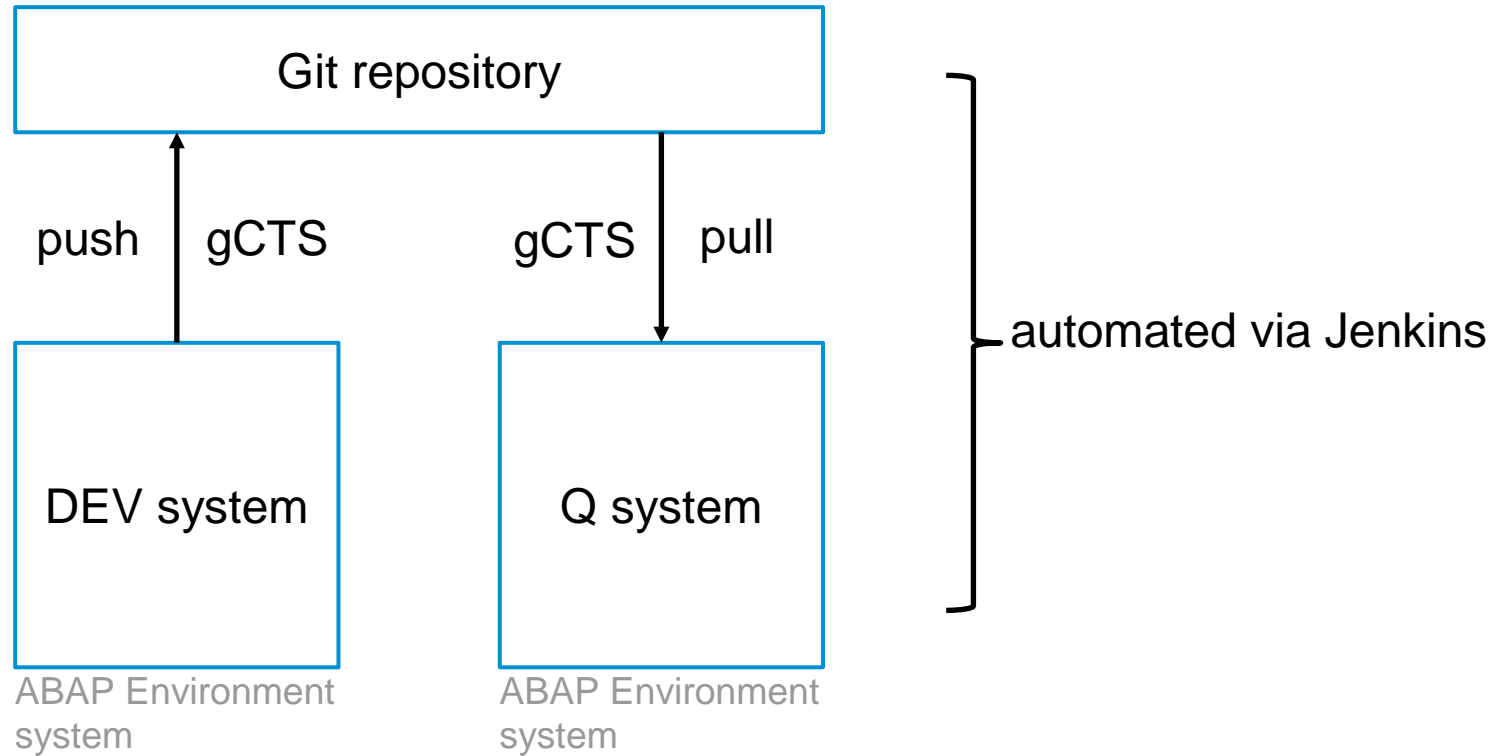 Git repository
push gCTS
gCTS pull
automated via Jenkins
DEV system
Q system
ABAP Environment
system
ABAP Environment
system